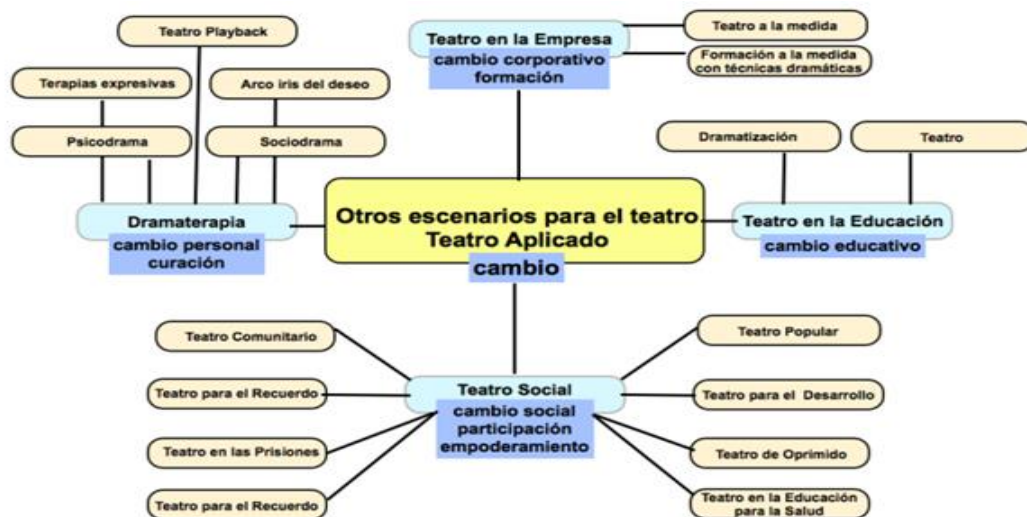 Teatro Playback
Terapias expresivas
Arco iris del deseo
Psicodrama
Sociodrama
Dramaterapia
cambio personal
curación
Teatro en la Empresa
cambio corporativo
formación
Teatro a la medida
Formación a la medida
con técnicas dramáticas
Dramatización
Teatro
Teatro en la Educación
cambio educativo
Otros escenarios para el teatro
Teatro Aplicado
cambio
Teatro Comunitario
Teatro para el Recuerdo
Teatro en las Prisiones
Teatro para el Recuerdo
Teatro Social
cambio social
participación
empoderamiento
Teatro Popular
Teatro para el Desarrollo
Teatro de Oprimido
Teatro en la Educación
para la Salud